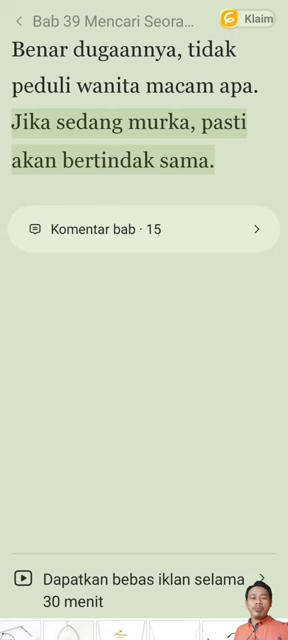 Bab 39 Mencari Seora...
Klaim
Benar dugaannya, tidak
peduli wanita macam apa.
Jika sedang murka, pasti
akan bertindak sama.
Komentar bab · 15
Dapatkan bebas iklan selama
30 menit